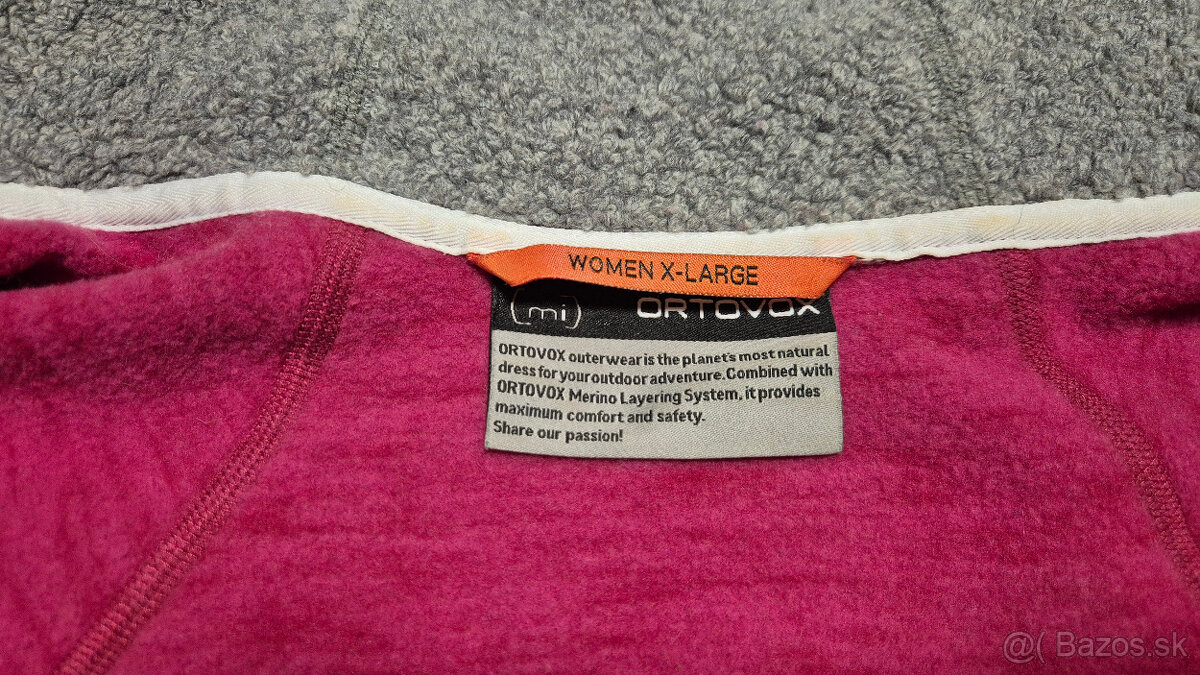 WOMEN X-LARGE
(mi) ORTOVOX
ORTOVOX outerwear is the planet's most natural
dress for your outdoor adventure. Combined with
ORTOVOX Merino Layering System, it provides
maximum comfort and safety.
Share our passion!
@( Bazos.sk